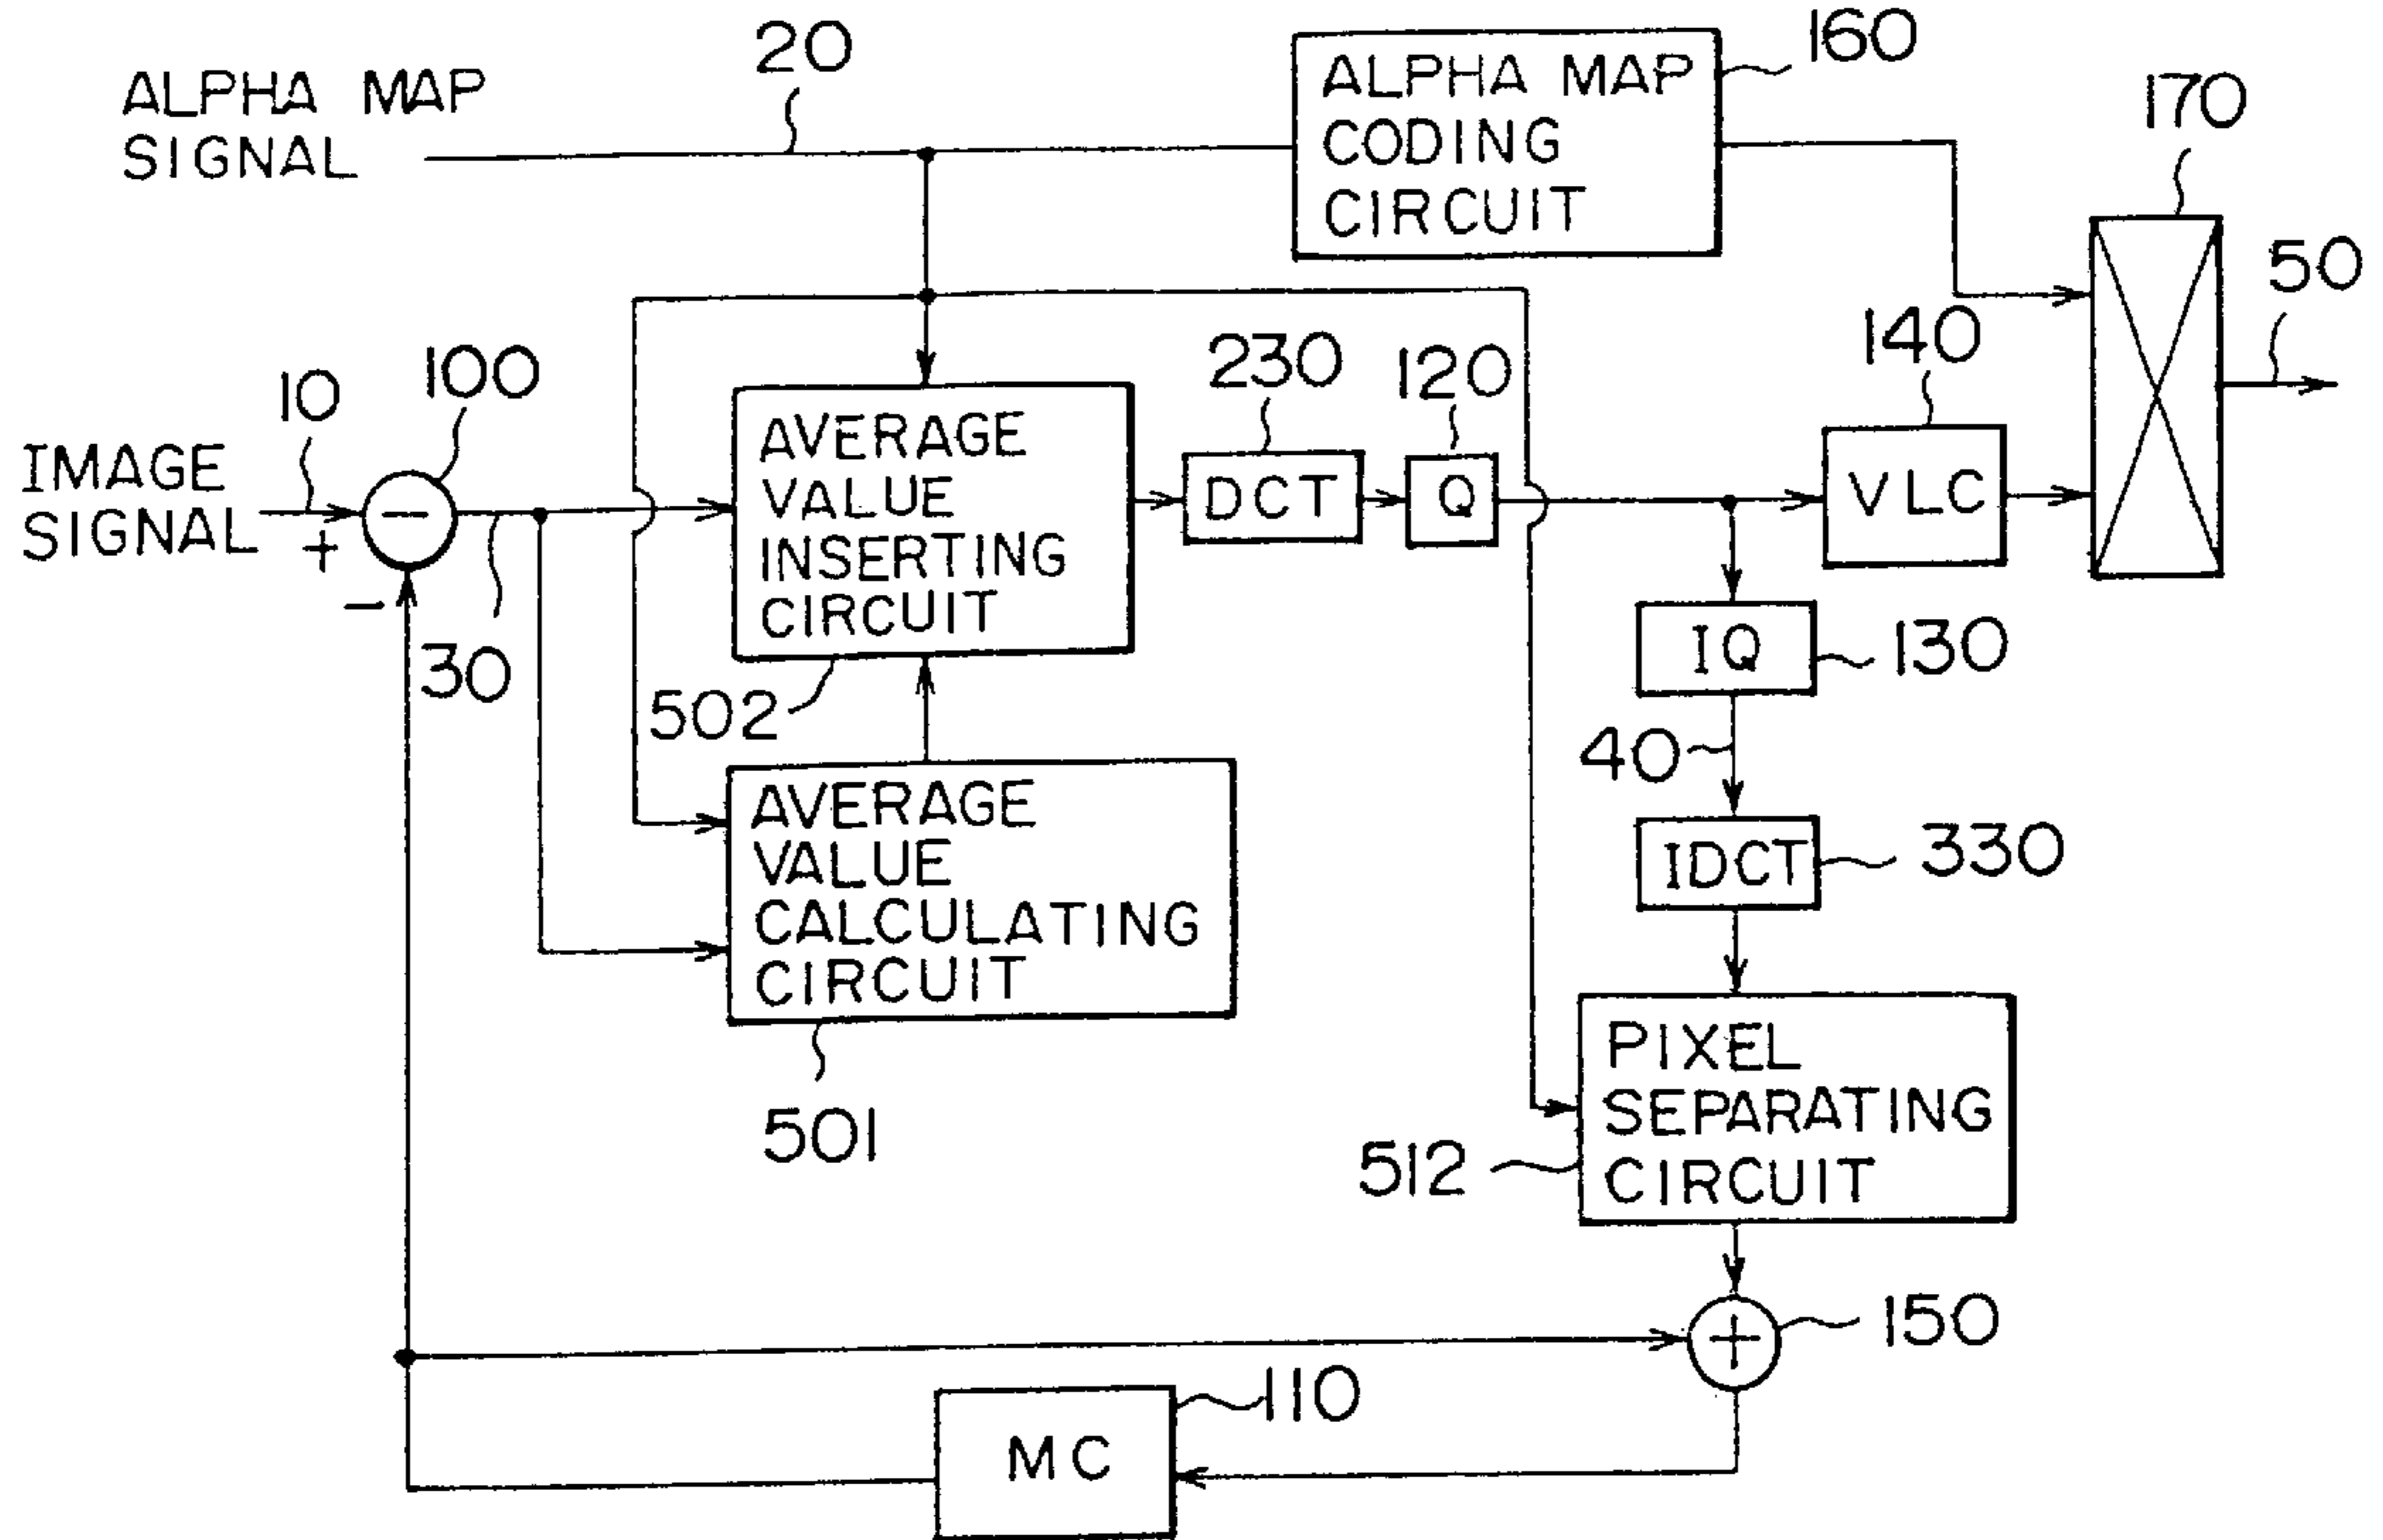 ALPHA MAP
SIGNAL
20
ALPHA MAP
CODING
CIRCUIT
160
170
50
IMAGE
SIGNAL
10
+
−
100
−
30
AVERAGE
VALUE
INSERTING
CIRCUIT
502
230
DCT
120
Q
140
VLC
IQ
130
40
IDCT
330
AVERAGE
VALUE
CALCULATING
CIRCUIT
501
PIXEL
SEPARATING
CIRCUIT
512
+
150
MC
110